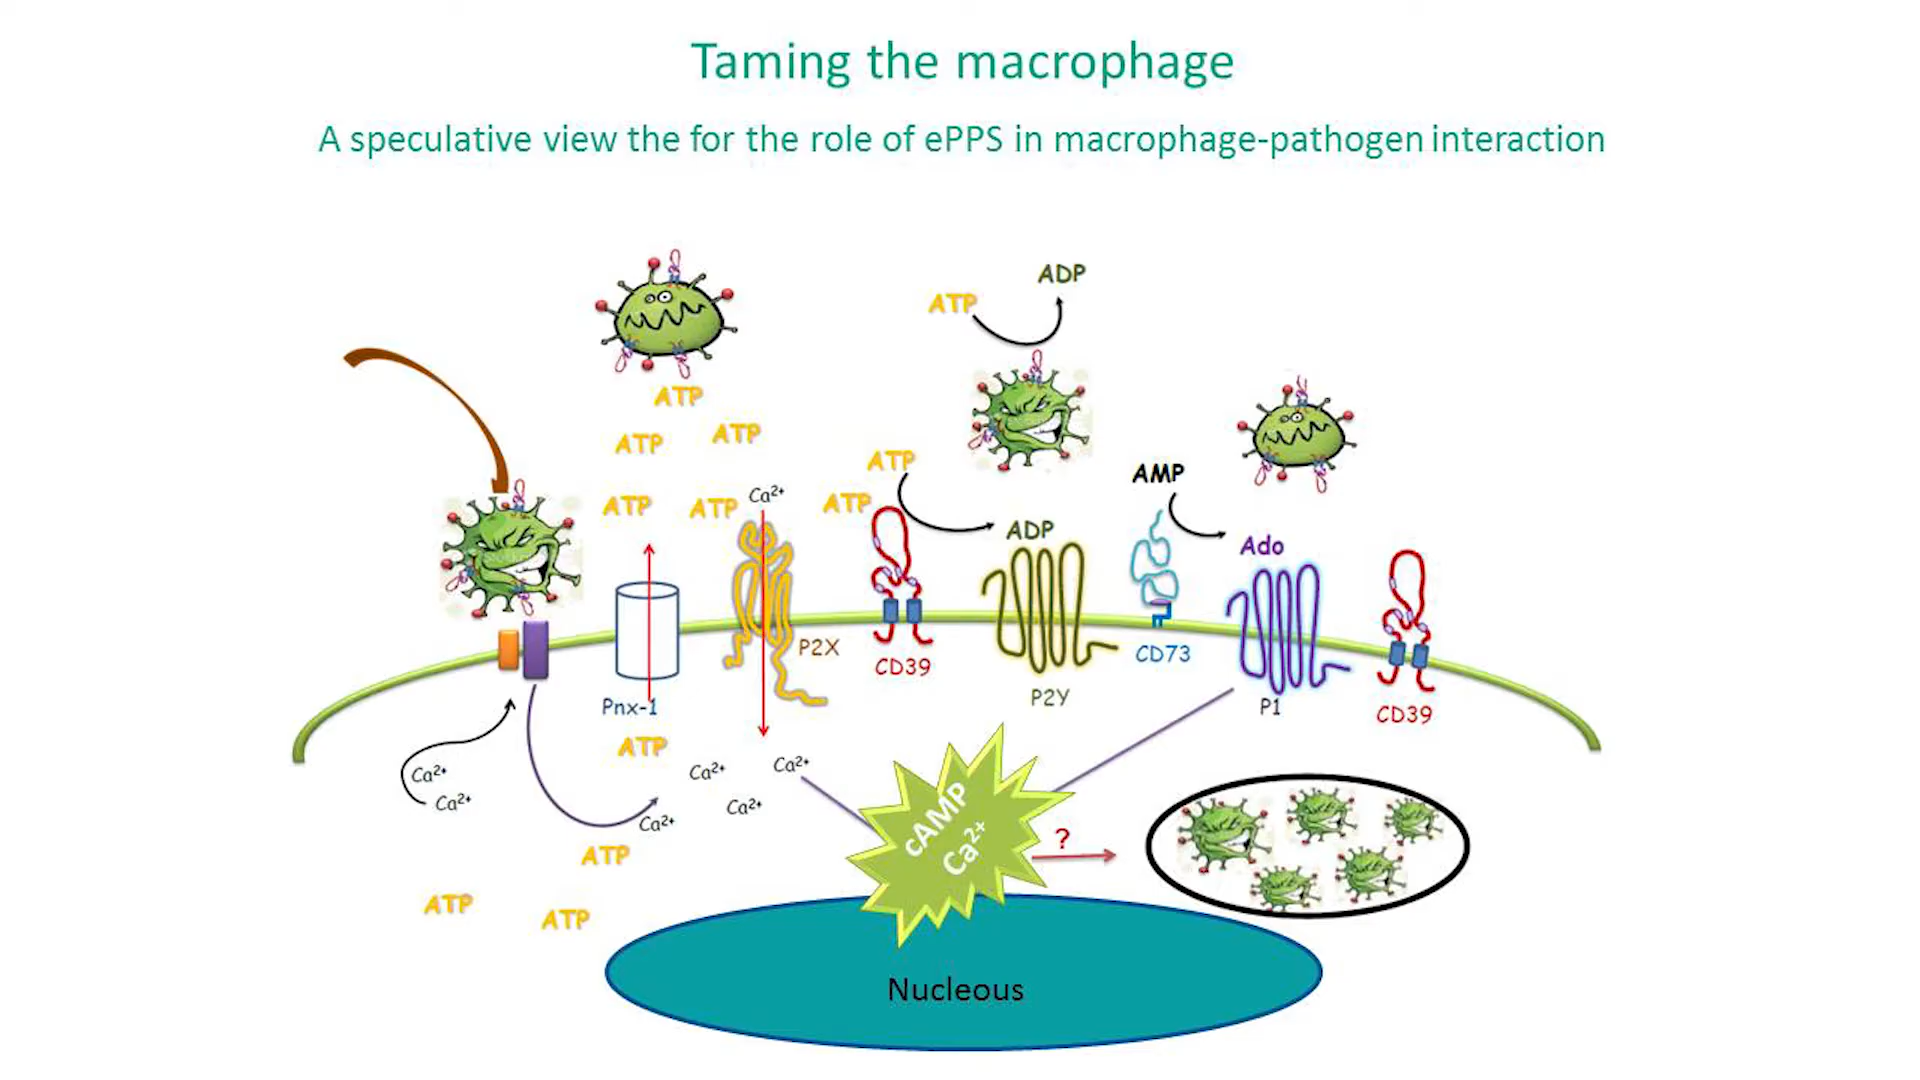 Taming the macrophage
A speculative view the for the role of ePPS in macrophage-pathogen interaction
ADP
ATP
ATP
ATP
ATP
ATP
AMP
Ca²⁺
ATP
ATP
ATP
ADP
Ado
P2X
CD39
CD73
P2Y
Pnx-1
P1
CD39
ATP
Ca²⁺
Ca²⁺
Ca²⁺
Ca²⁺
Ca²⁺
Ca²⁺
cAMP
Ca²⁺
?
ATP
ATP
ATP
Nucleous